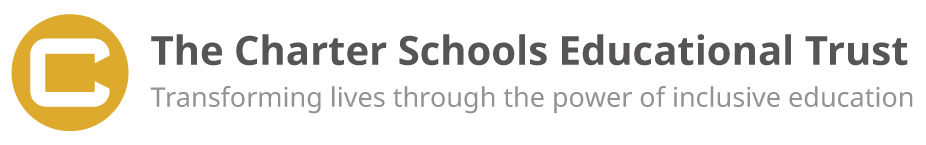 The Charter Schools Educational Trust
Transforming lives through the power of inclusive education